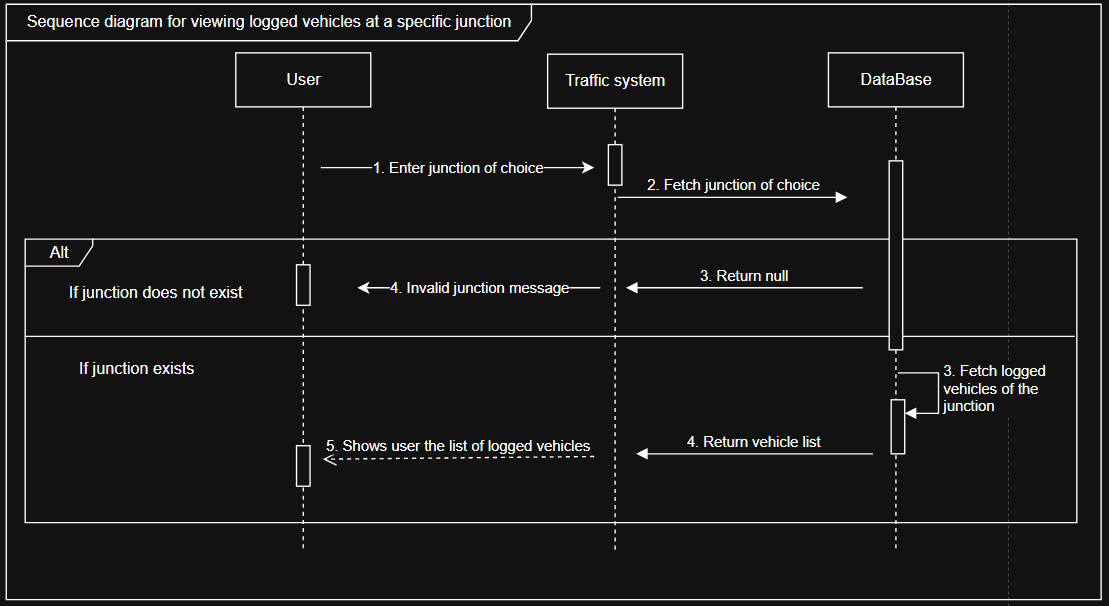 Sequence diagram for viewing logged vehicles at a specific junction
User
Traffic system
DataBase
1. Enter junction of choice
2. Fetch junction of choice
Alt
If junction does not exist
4. Invalid junction message
3. Return null
If junction exists
3. Fetch logged
vehicles of the
junction
5. Shows user the list of logged vehicles
4. Return vehicle list